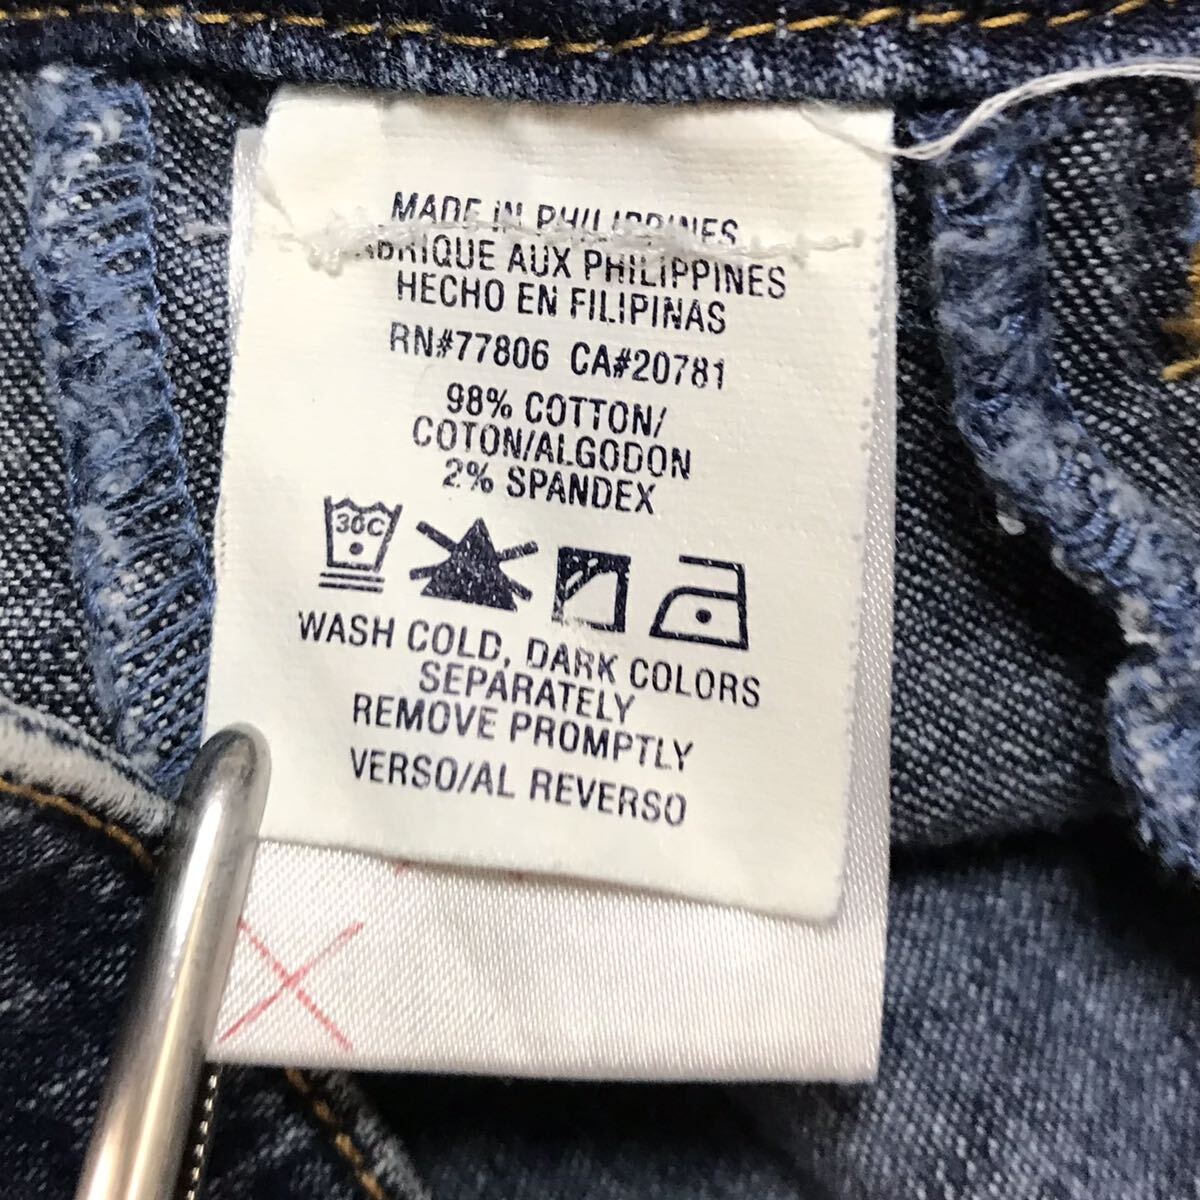 MADE IN PHILIPPINES
FABRIQUE AUX PHILIPPINES
HECHO EN FILIPINAS
RN#77806 CA#20781
98% COTTON/
COTON/ALGODON
2% SPANDEX
30C
WASH COLD, DARK COLORS
SEPARATELY
REMOVE PROMPTLY
VERSO/AL REVERSO